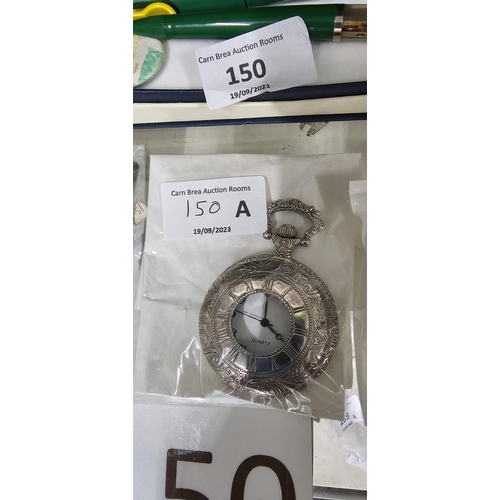 Carn Brea Auction Rooms
150
19/09/2023
Carn Brea Auction Rooms
150 A
19/09/2023
QUARTZ
50